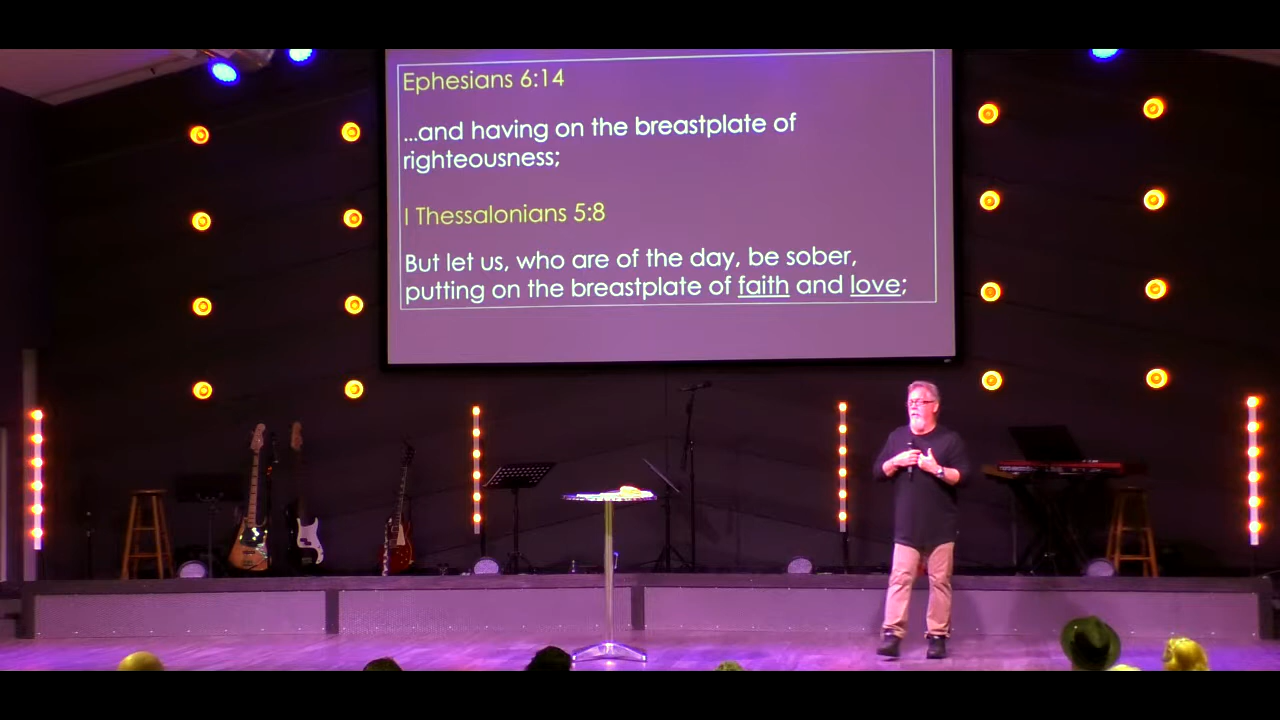 Ephesians 6:14
...and having on the breastplate of
righteousness;
I Thessalonians 5:8
But let us, who are of the day, be sober,
putting on the breastplate of faith and love;